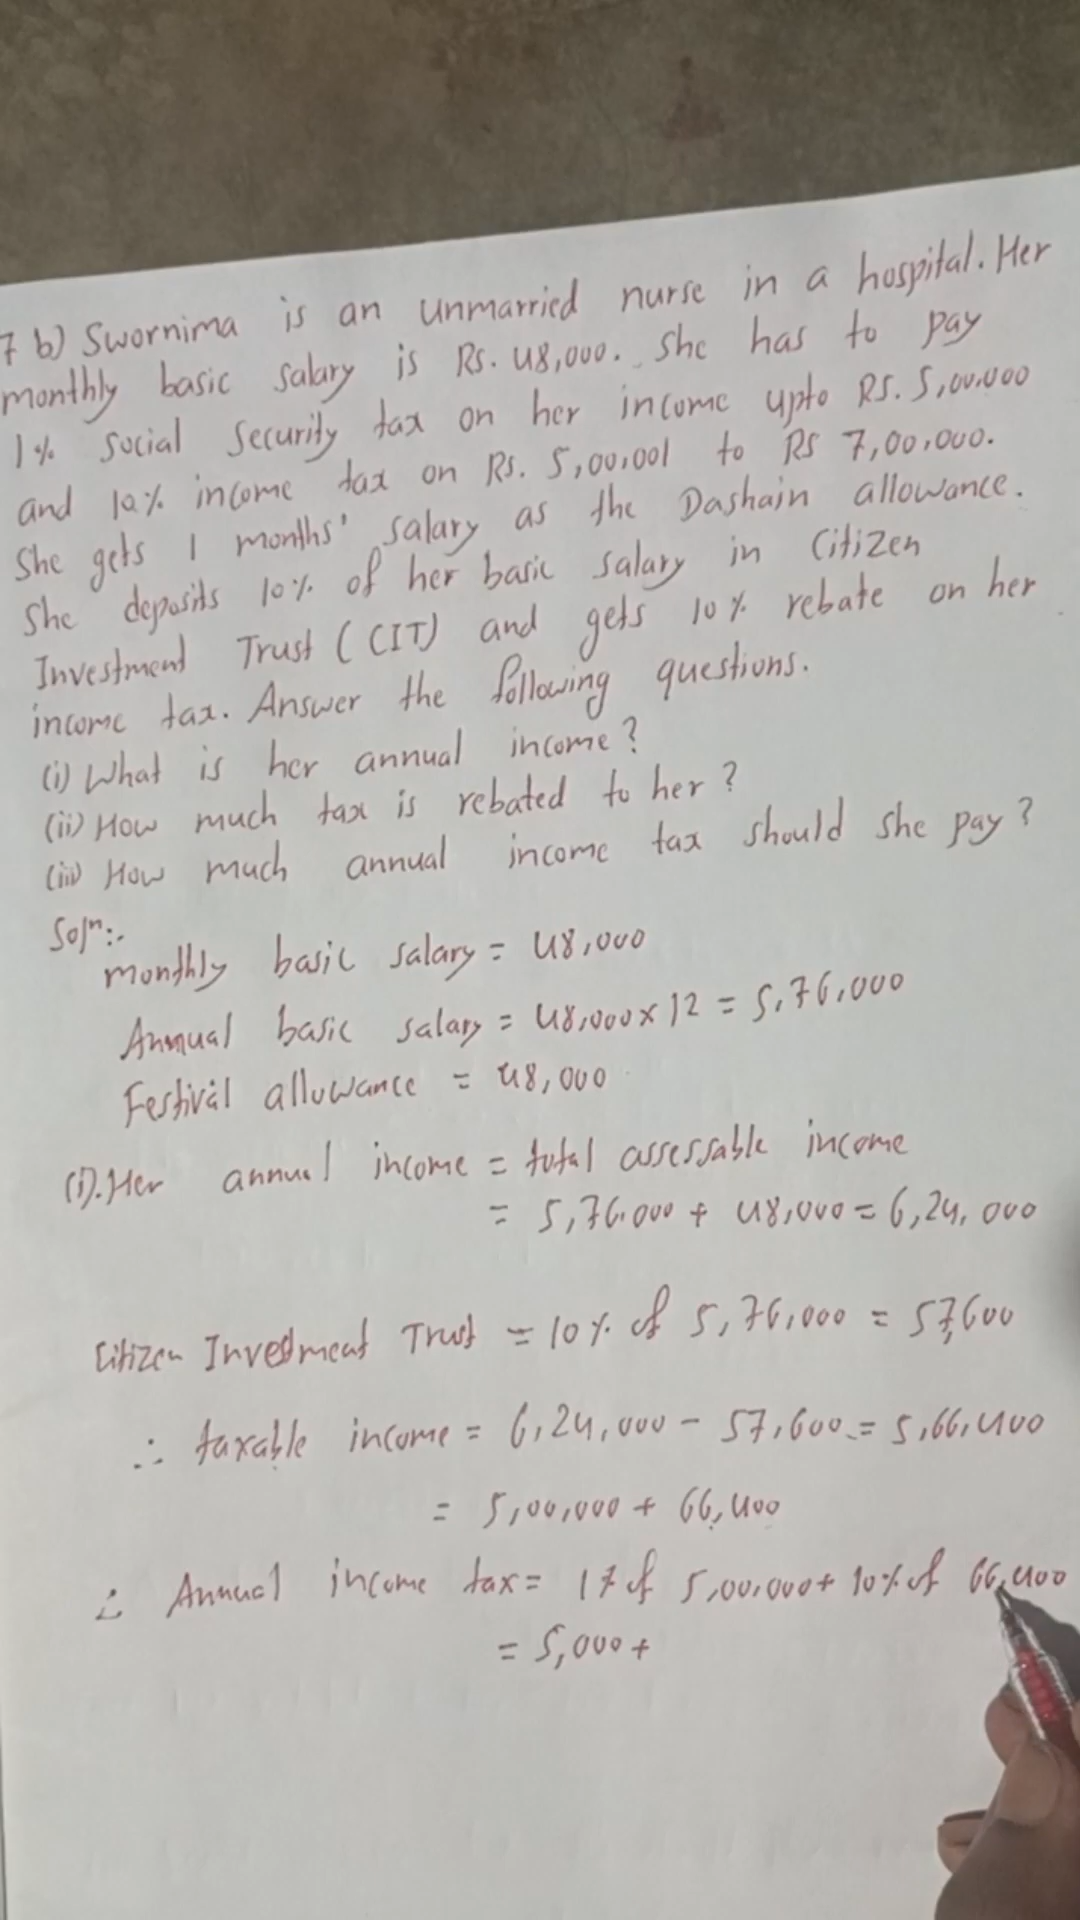 7 b) Swornima is an unmarried nurse in a hospital. Her
monthly basic salary is Rs. 48,000. She has to pay
1% social security tax on her income upto RS. 5,00,000
and 10% income tax on Rs. 5,00,001 to RS 7,00,000.
She gets 1 months' salary as the Dashain allowance.
She deposits 10% of her basic salary in Citizen
Investment Trust (CIT) and gets 10% rebate on her
income tax. Answer the following questions.
(i) What is her annual income?
(ii) How much tax is rebated to her?
(iii) How much annual income tax should she pay?
Solⁿ:-
monthly basic salary = 48,000
Annual basic salary = 48,000 x 12 = 5,76,000
Festival allowance = 48,000
(i). Her annual income = total assessable income
= 5,76,000 + 48,000 = 6,24,000
Citizen Investment Trust = 10% of 5,76,000 = 57,600
∴ taxable income = 6,24,000 - 57,600 = 5,66,400
= 5,00,000 + 66,400
∴ Annual income tax = 1% of 5,00,000 + 10% of 66,400
= 5,000 +